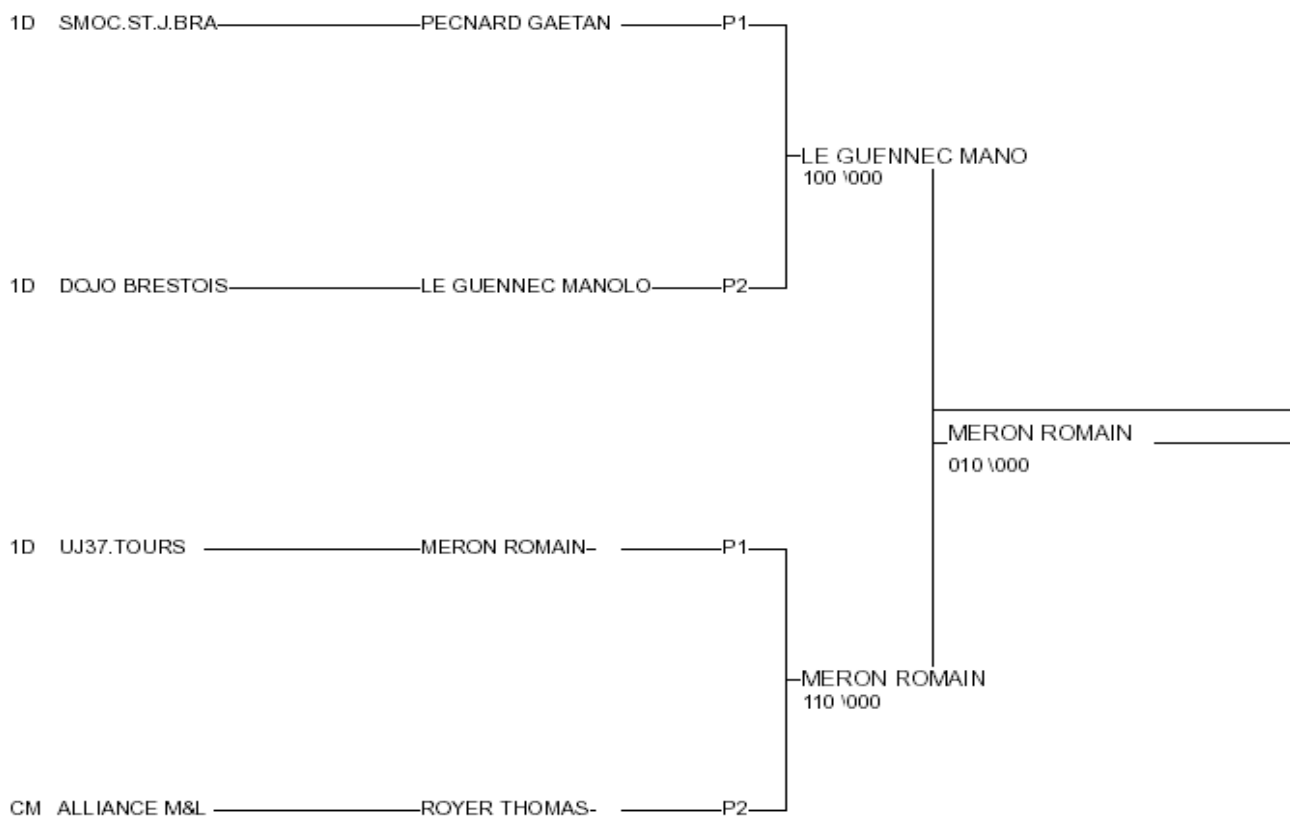 1D SMOC.ST.J.BRA PECNARD GAETAN P1
LE GUENNEC MANO
100 \000
1D DOJO BRESTOIS LE GUENNEC MANOLO P2
MERON ROMAIN
010 \000
1D UJ37.TOURS MERON ROMAIN- P1
MERON ROMAIN
110 \000
CM ALLIANCE M&L ROYER THOMAS- P2